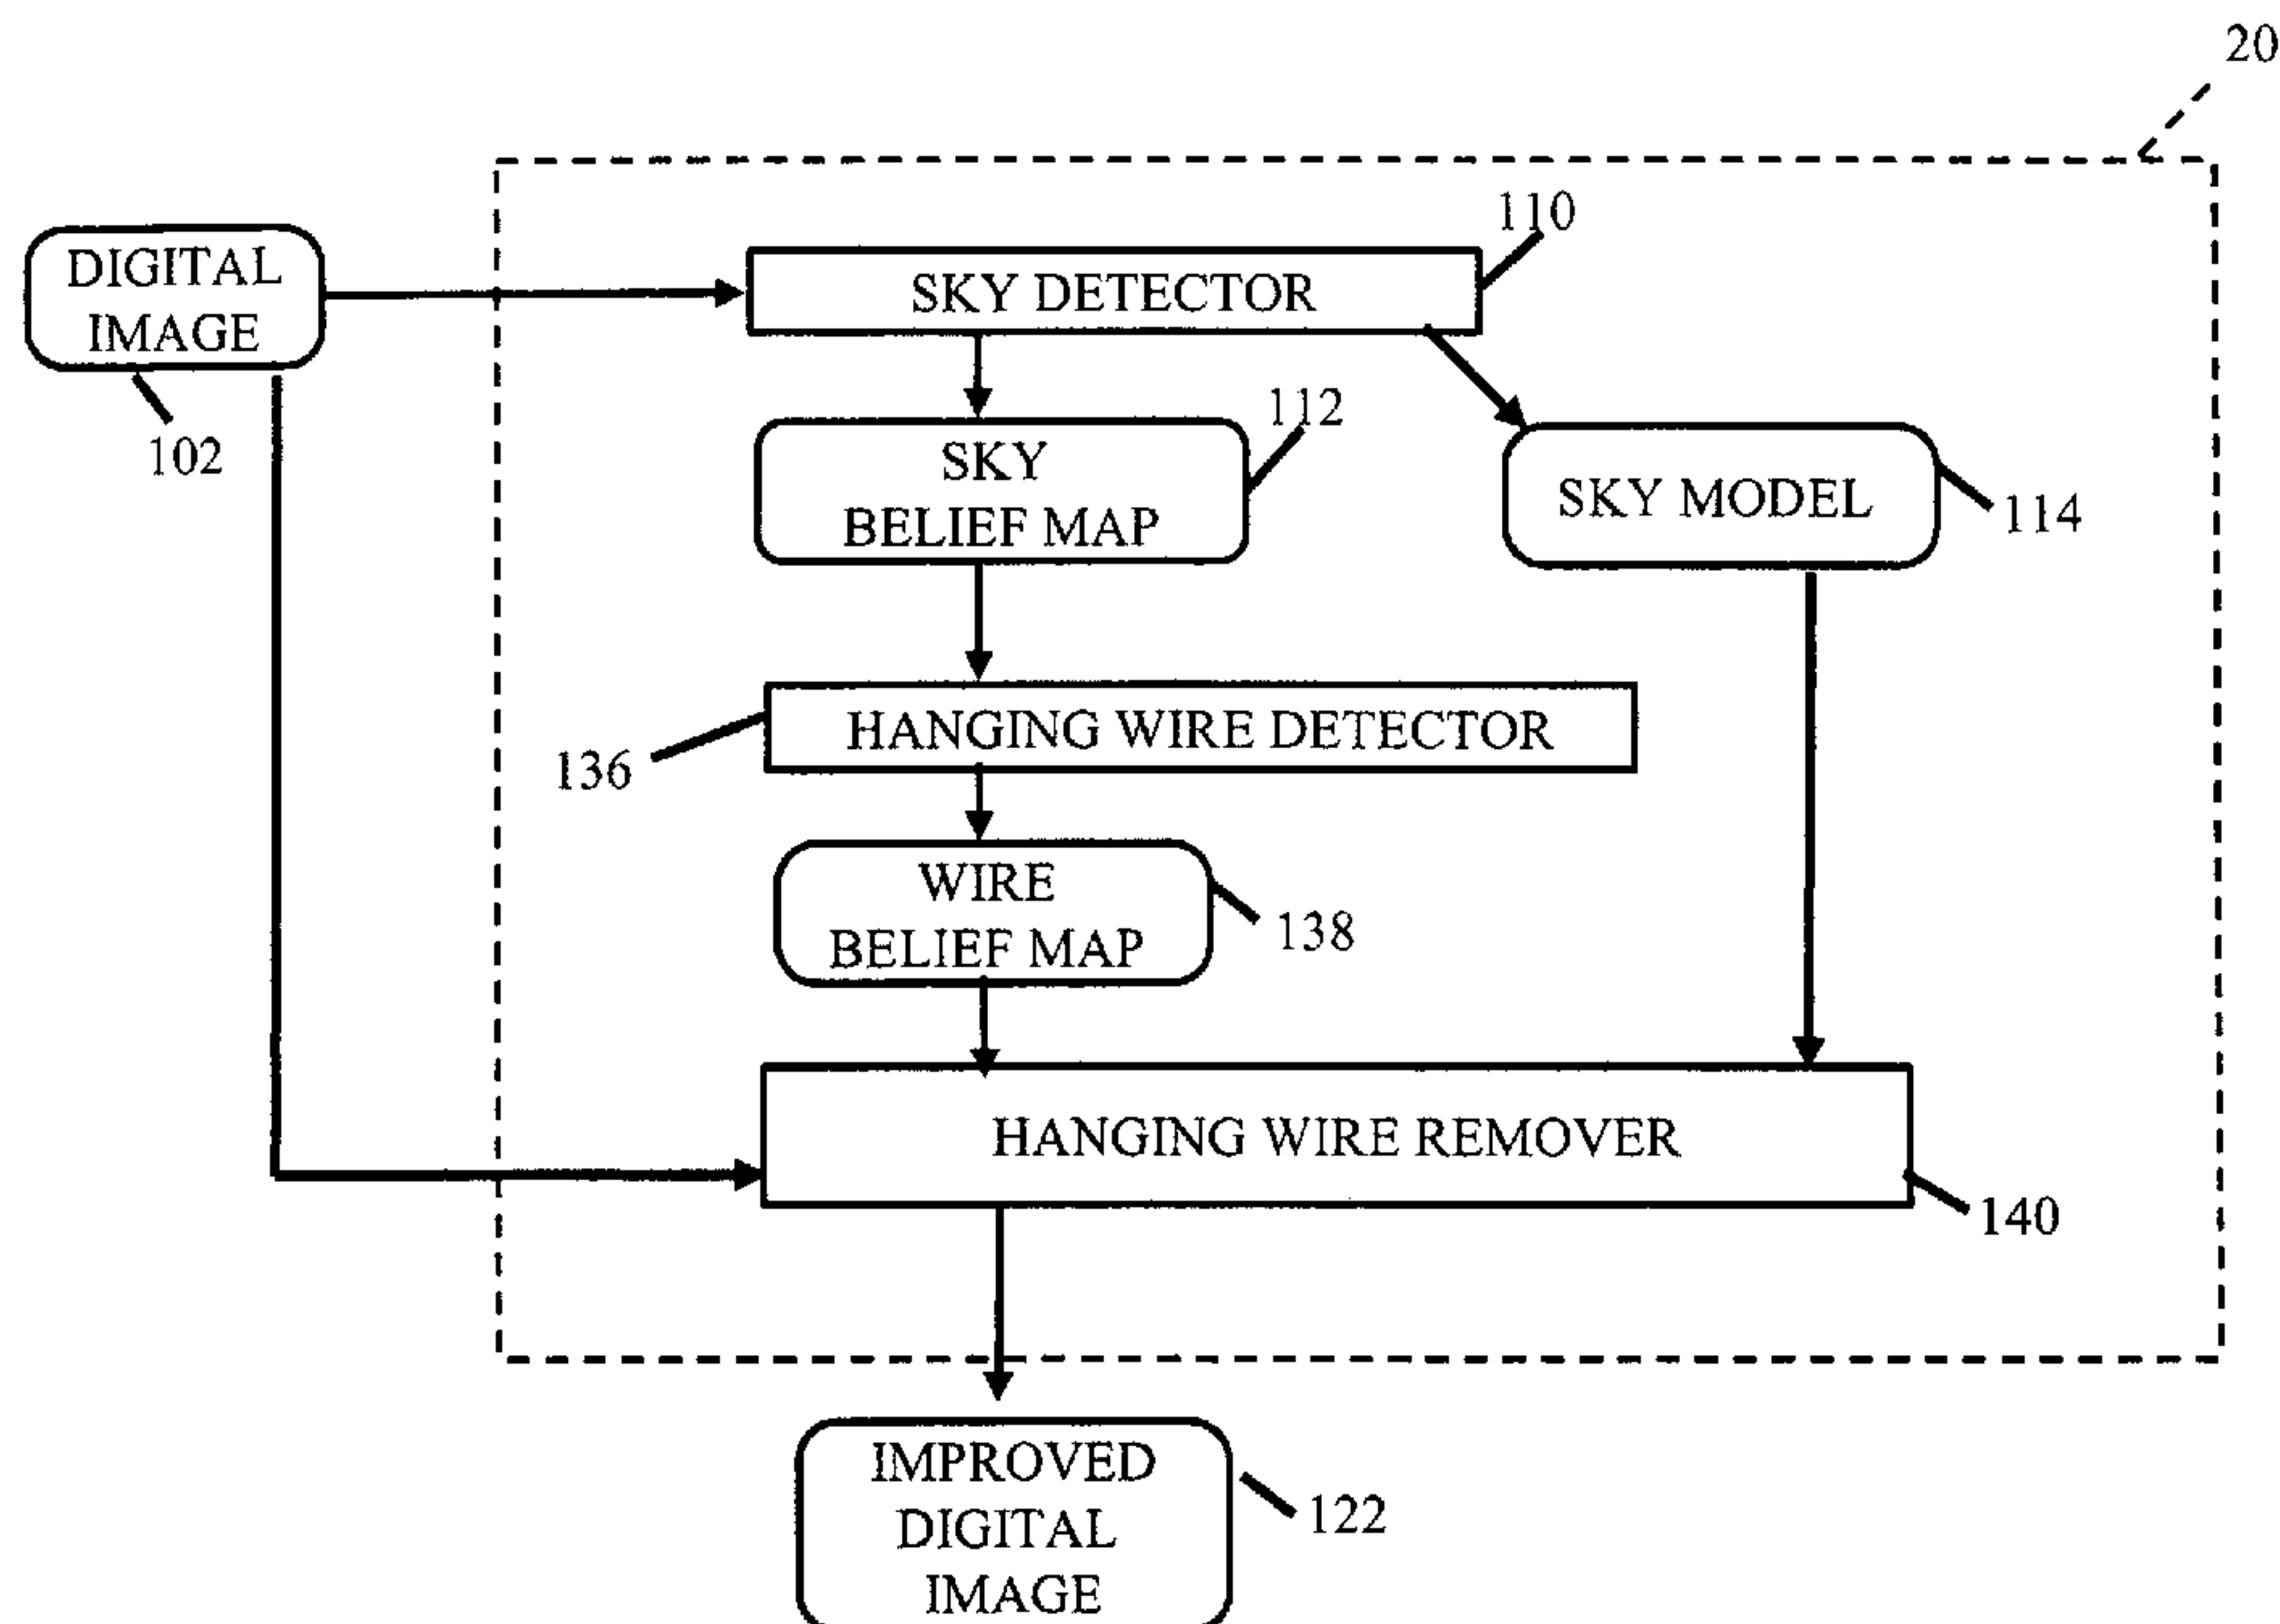 20
110
DIGITAL
IMAGE
SKY DETECTOR
112
102
SKY
BELIEF MAP
SKY MODEL
114
HANGING WIRE DETECTOR
136
WIRE
BELIEF MAP
138
HANGING WIRE REMOVER
140
IMPROVED
DIGITAL
IMAGE
122